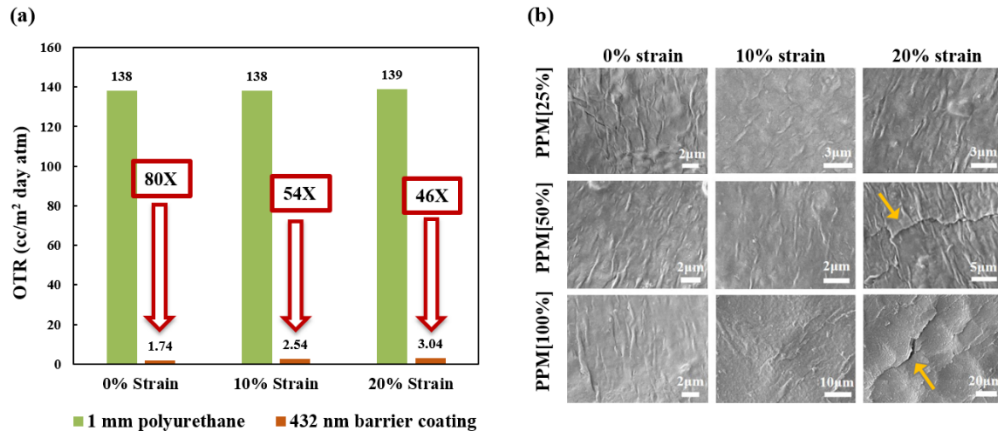 (a)
160
140
120
100
80
60
40
20
0
OTR (cc/m² day atm)
138
138
139
80X
54X
46X
1.74
2.54
3.04
0% Strain
10% Strain
20% Strain
1 mm polyurethane
432 nm barrier coating
(b)
0% strain
10% strain
20% strain
PPM[25%]
2μm
3μm
3μm
PPM[50%]
2μm
2μm
5μm
PPM[100%]
2μm
10μm
20μm